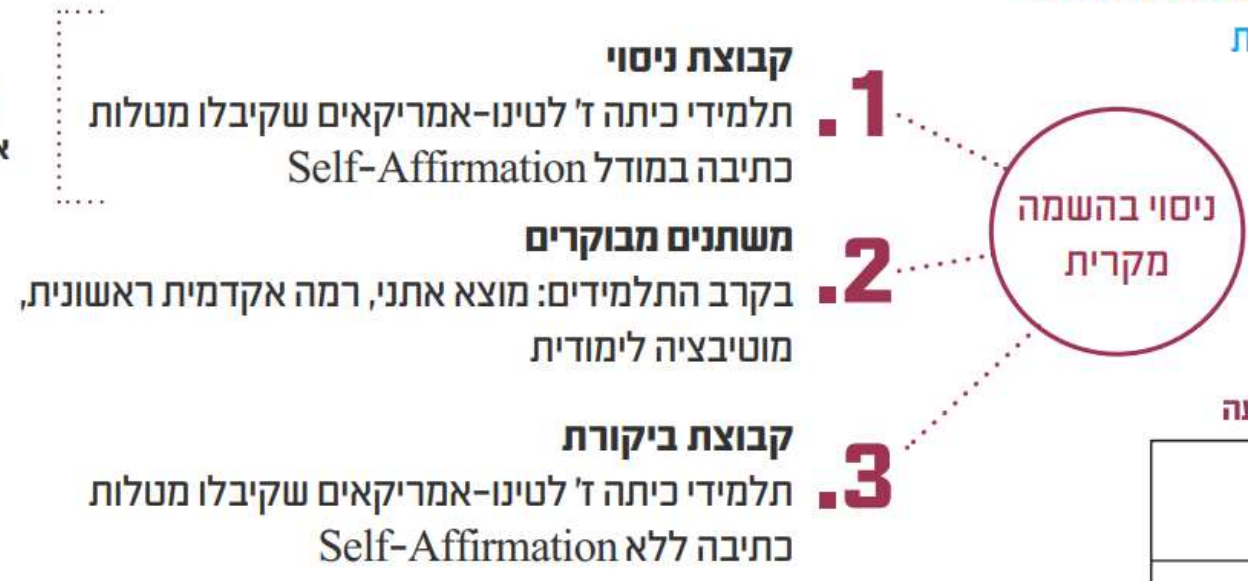 ניסוי בהשמה
מקרית
1.
קבוצת ניסוי
תלמידי כיתה ז' לטינו-אמריקאים שקיבלו מטלות
כתיבה במודל Self-Affirmation
2.
משתנים מבוקרים
בקרב התלמידים: מוצא אתני, רמה אקדמית ראשונית,
מוטיבציה לימודית
3.
קבוצת ביקורת
תלמידי כיתה ז' לטינו-אמריקאים שקיבלו מטלות
כתיבה ללא Self-Affirmation